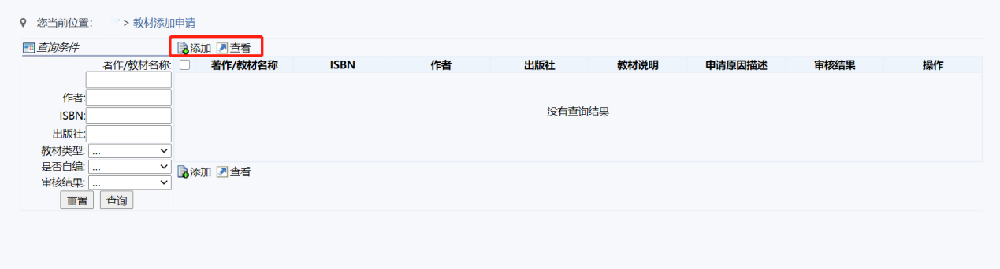 您当前位置： > 教材添加申请
查询条件
添加 查看
著作/教材名称:
作者:
ISBN:
出版社:
教材类型: ...
是否自编: ...
审核结果: ...
重置 查询
著作/教材名称 ISBN 作者 出版社 教材说明 申请原因描述 审核结果 操作
没有查询结果
添加 查看